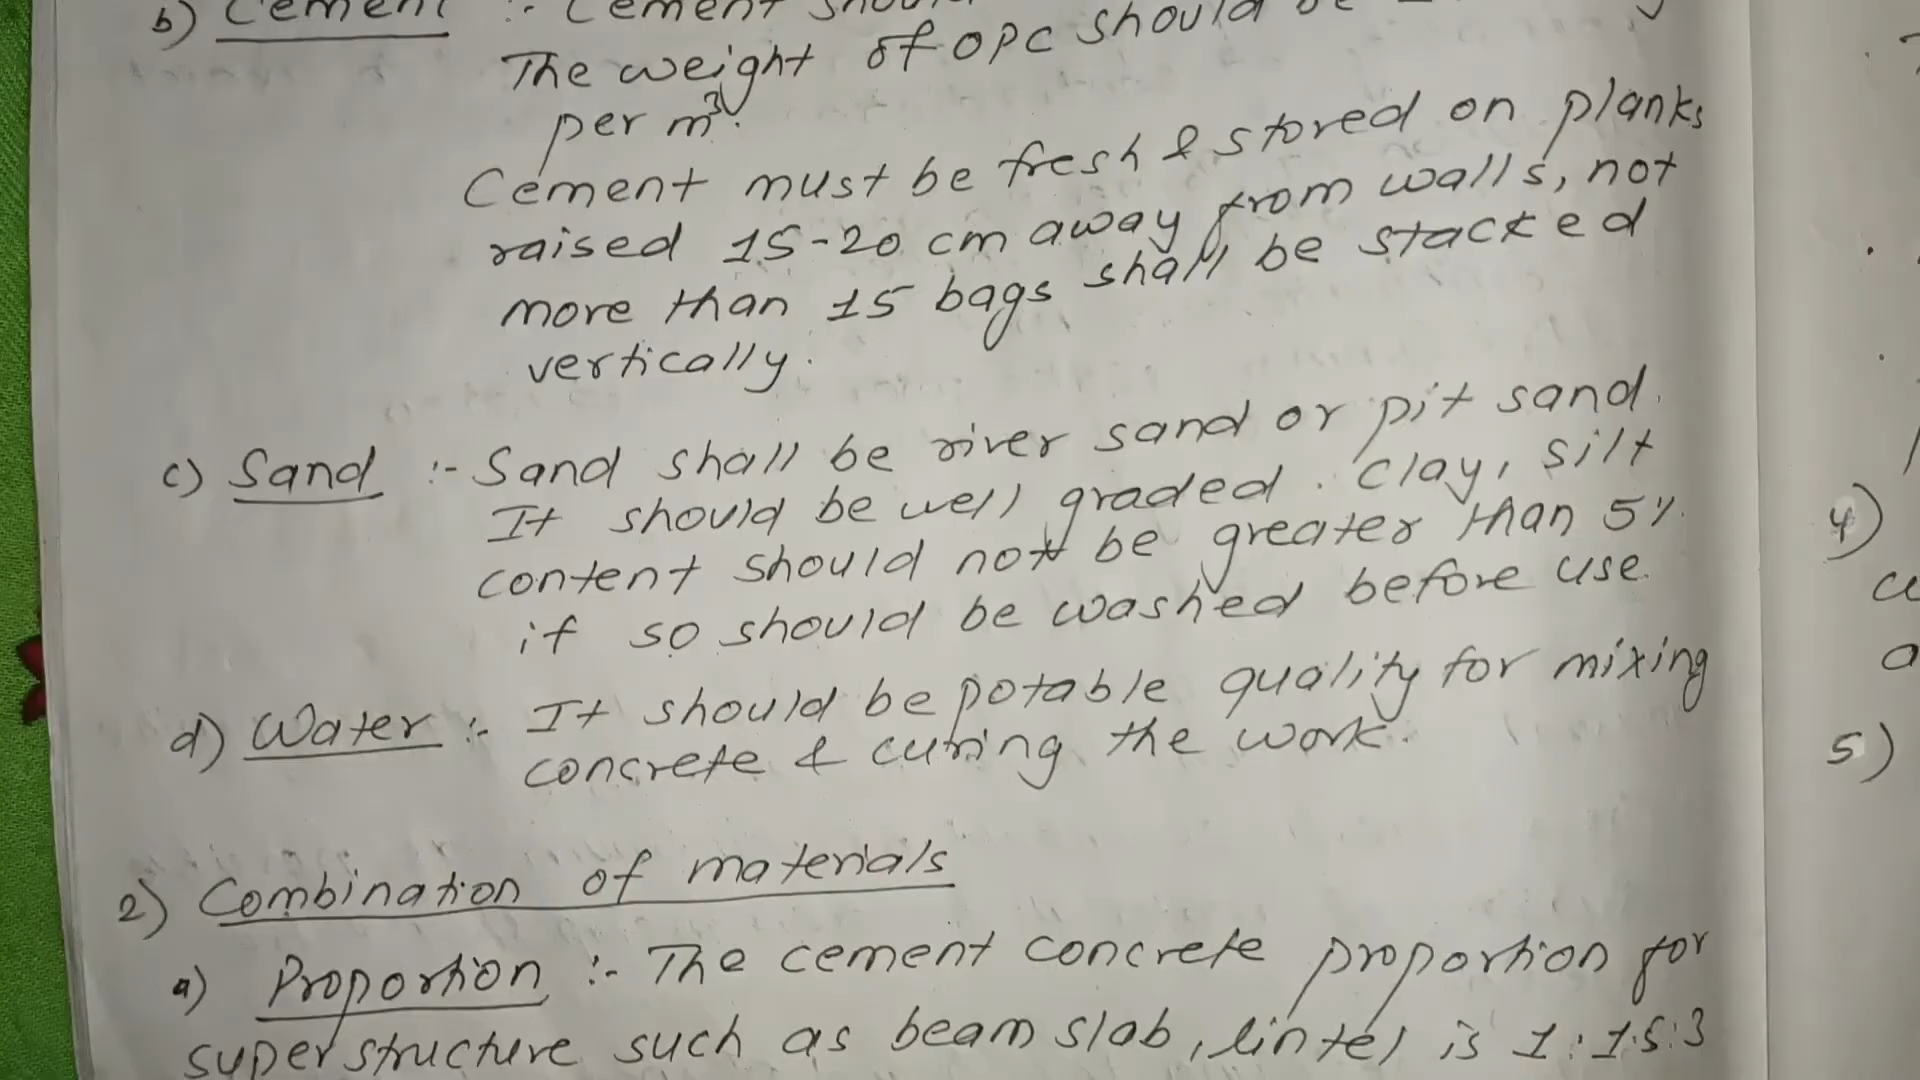 b) Cement :- Cement
The weight of OPC should be
per m³.
Cement must be fresh & stored on planks
raised 15-20 cm away from walls, not
more than 15 bags shall be stacked
vertically.
c) Sand :- Sand shall be river sand or pit sand.
It should be well graded. Clay, silt
content should not be greater than 5%
if so should be washed before use.
d) Water :- It should be potable quality for mixing
concrete & curing the work.
2) Combination of materials
a) Proportion :- The cement concrete proportion for
superstructure such as beam slab, lintel is 1:1.5:3
4)
5)